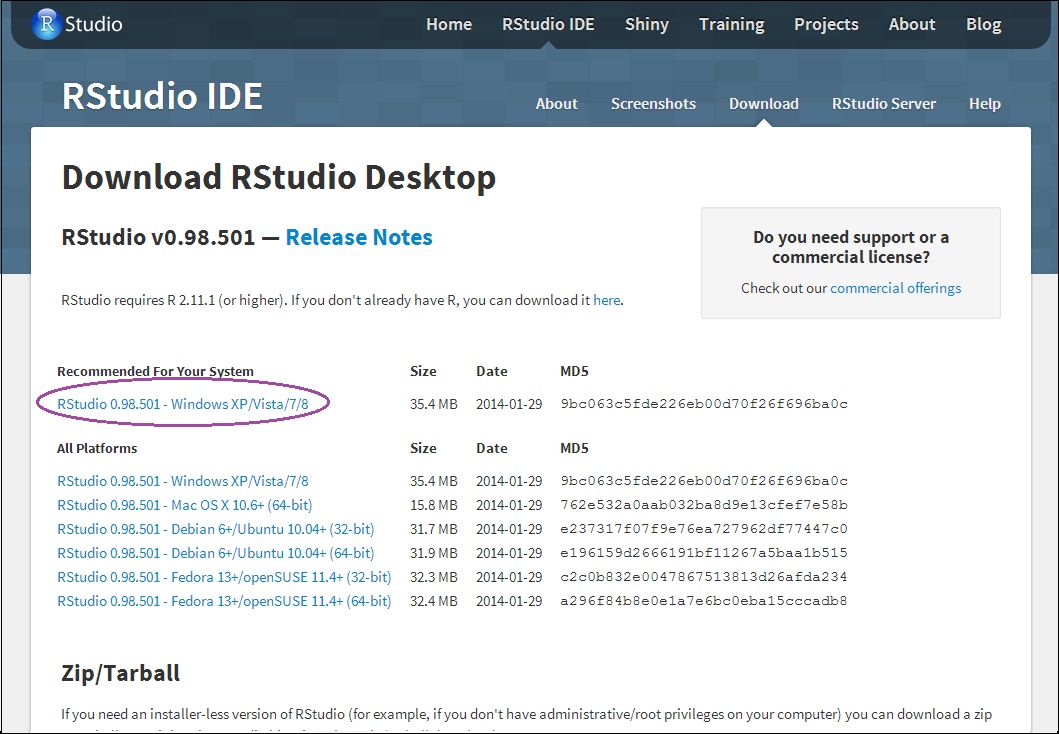 R Studio
Home RStudio IDE Shiny Training Projects About Blog
RStudio IDE
About Screenshots Download RStudio Server Help
Download RStudio Desktop
RStudio v0.98.501 — Release Notes
Do you need support or a
commercial license?
Check out our commercial offerings
RStudio requires R 2.11.1 (or higher). If you don't already have R, you can download it here.
Recommended For Your System Size Date MD5
RStudio 0.98.501 - Windows XP/Vista/7/8 35.4 MB 2014-01-29 9bc063c5fde226eb00d70f26f696ba0c
All Platforms Size Date MD5
RStudio 0.98.501 - Windows XP/Vista/7/8 35.4 MB 2014-01-29 9bc063c5fde226eb00d70f26f696ba0c
RStudio 0.98.501 - Mac OS X 10.6+ (64-bit) 15.8 MB 2014-01-29 762e532a0aab032ba8d9e13cfef7e58b
RStudio 0.98.501 - Debian 6+/Ubuntu 10.04+ (32-bit) 31.7 MB 2014-01-29 e237317f07f9e76ea727962df77447c0
RStudio 0.98.501 - Debian 6+/Ubuntu 10.04+ (64-bit) 31.9 MB 2014-01-29 e196159d2666191bf11267a5baa1b515
RStudio 0.98.501 - Fedora 13+/openSUSE 11.4+ (32-bit) 32.3 MB 2014-01-29 c2c0b832e0047867513813d26afda234
RStudio 0.98.501 - Fedora 13+/openSUSE 11.4+ (64-bit) 32.4 MB 2014-01-29 a296f84b8e0e1a7e6bc0eba15cccadb8
Zip/Tarball
If you need an installer-less version of RStudio (for example, if you don't have administrative/root privileges on your computer) you can download a zip